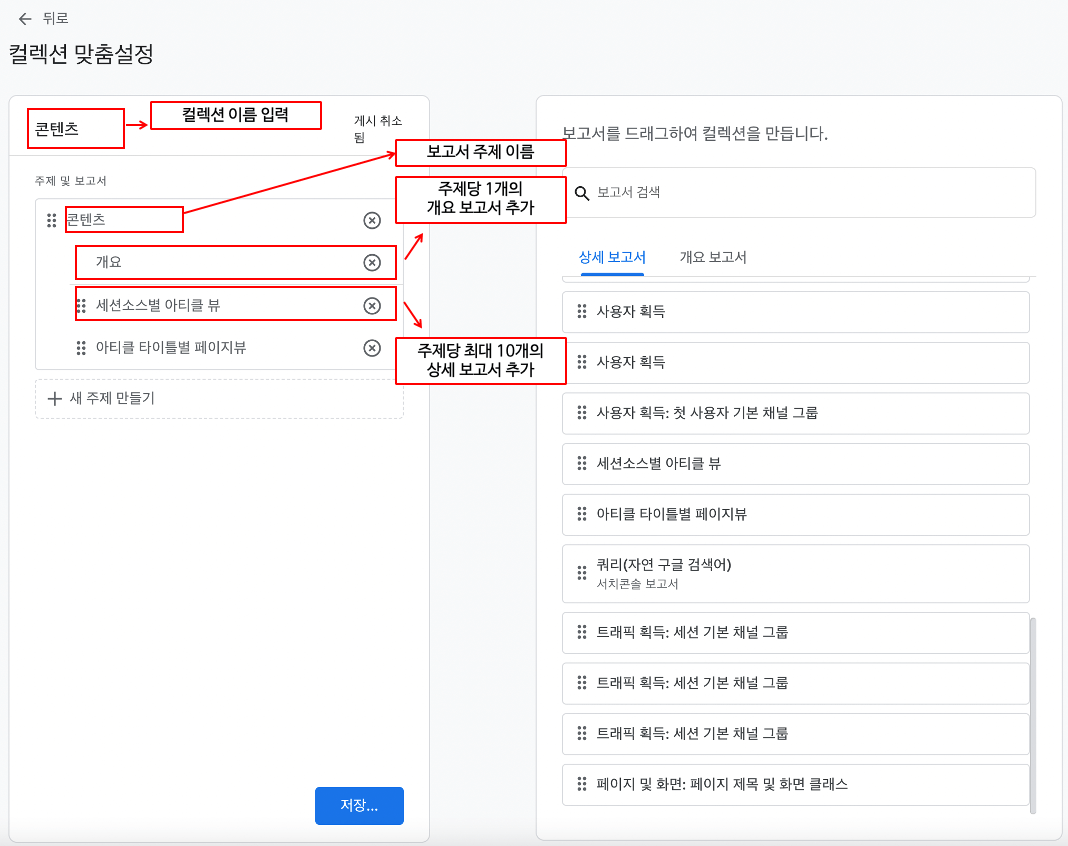 뒤로
컬렉션 맞춤설정
콘텐츠
컬렉션 이름 입력
게시 취소
됨
주제 및 보고서
콘텐츠
개요
세션소스별 아티클 뷰
아티클 타이틀별 페이지뷰
새 주제 만들기
저장...
보고서 주제 이름
주제당 1개의
개요 보고서 추가
주제당 최대 10개의
상세 보고서 추가
보고서를 드래그하여 컬렉션을 만듭니다.
보고서 검색
상세 보고서
개요 보고서
사용자 획득
사용자 획득
사용자 획득: 첫 사용자 기본 채널 그룹
세션소스별 아티클 뷰
아티클 타이틀별 페이지뷰
쿼리(자연 구글 검색어)
서치콘솔 보고서
트래픽 획득: 세션 기본 채널 그룹
트래픽 획득: 세션 기본 채널 그룹
트래픽 획득: 세션 기본 채널 그룹
페이지 및 화면: 페이지 제목 및 화면 클래스